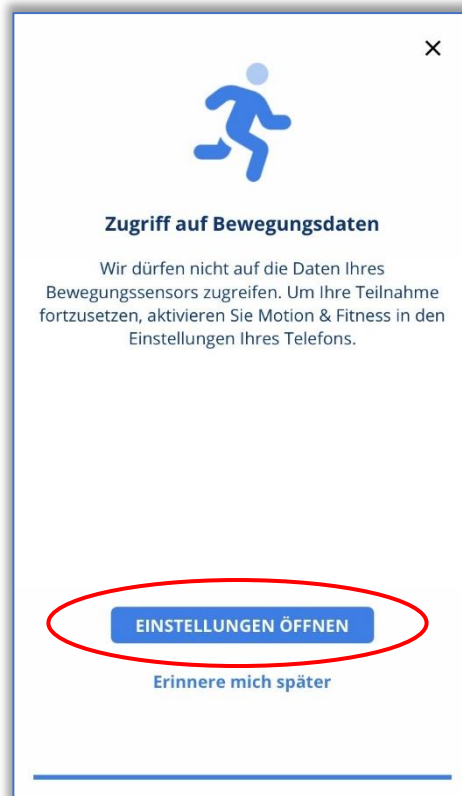 Zugriff auf Bewegungsdaten
Wir dürfen nicht auf die Daten Ihres
Bewegungssensors zugreifen. Um Ihre Teilnahme
fortzusetzen, aktivieren Sie Motion & Fitness in den
Einstellungen Ihres Telefons.
EINSTELLUNGEN ÖFFNEN
Erinnere mich später